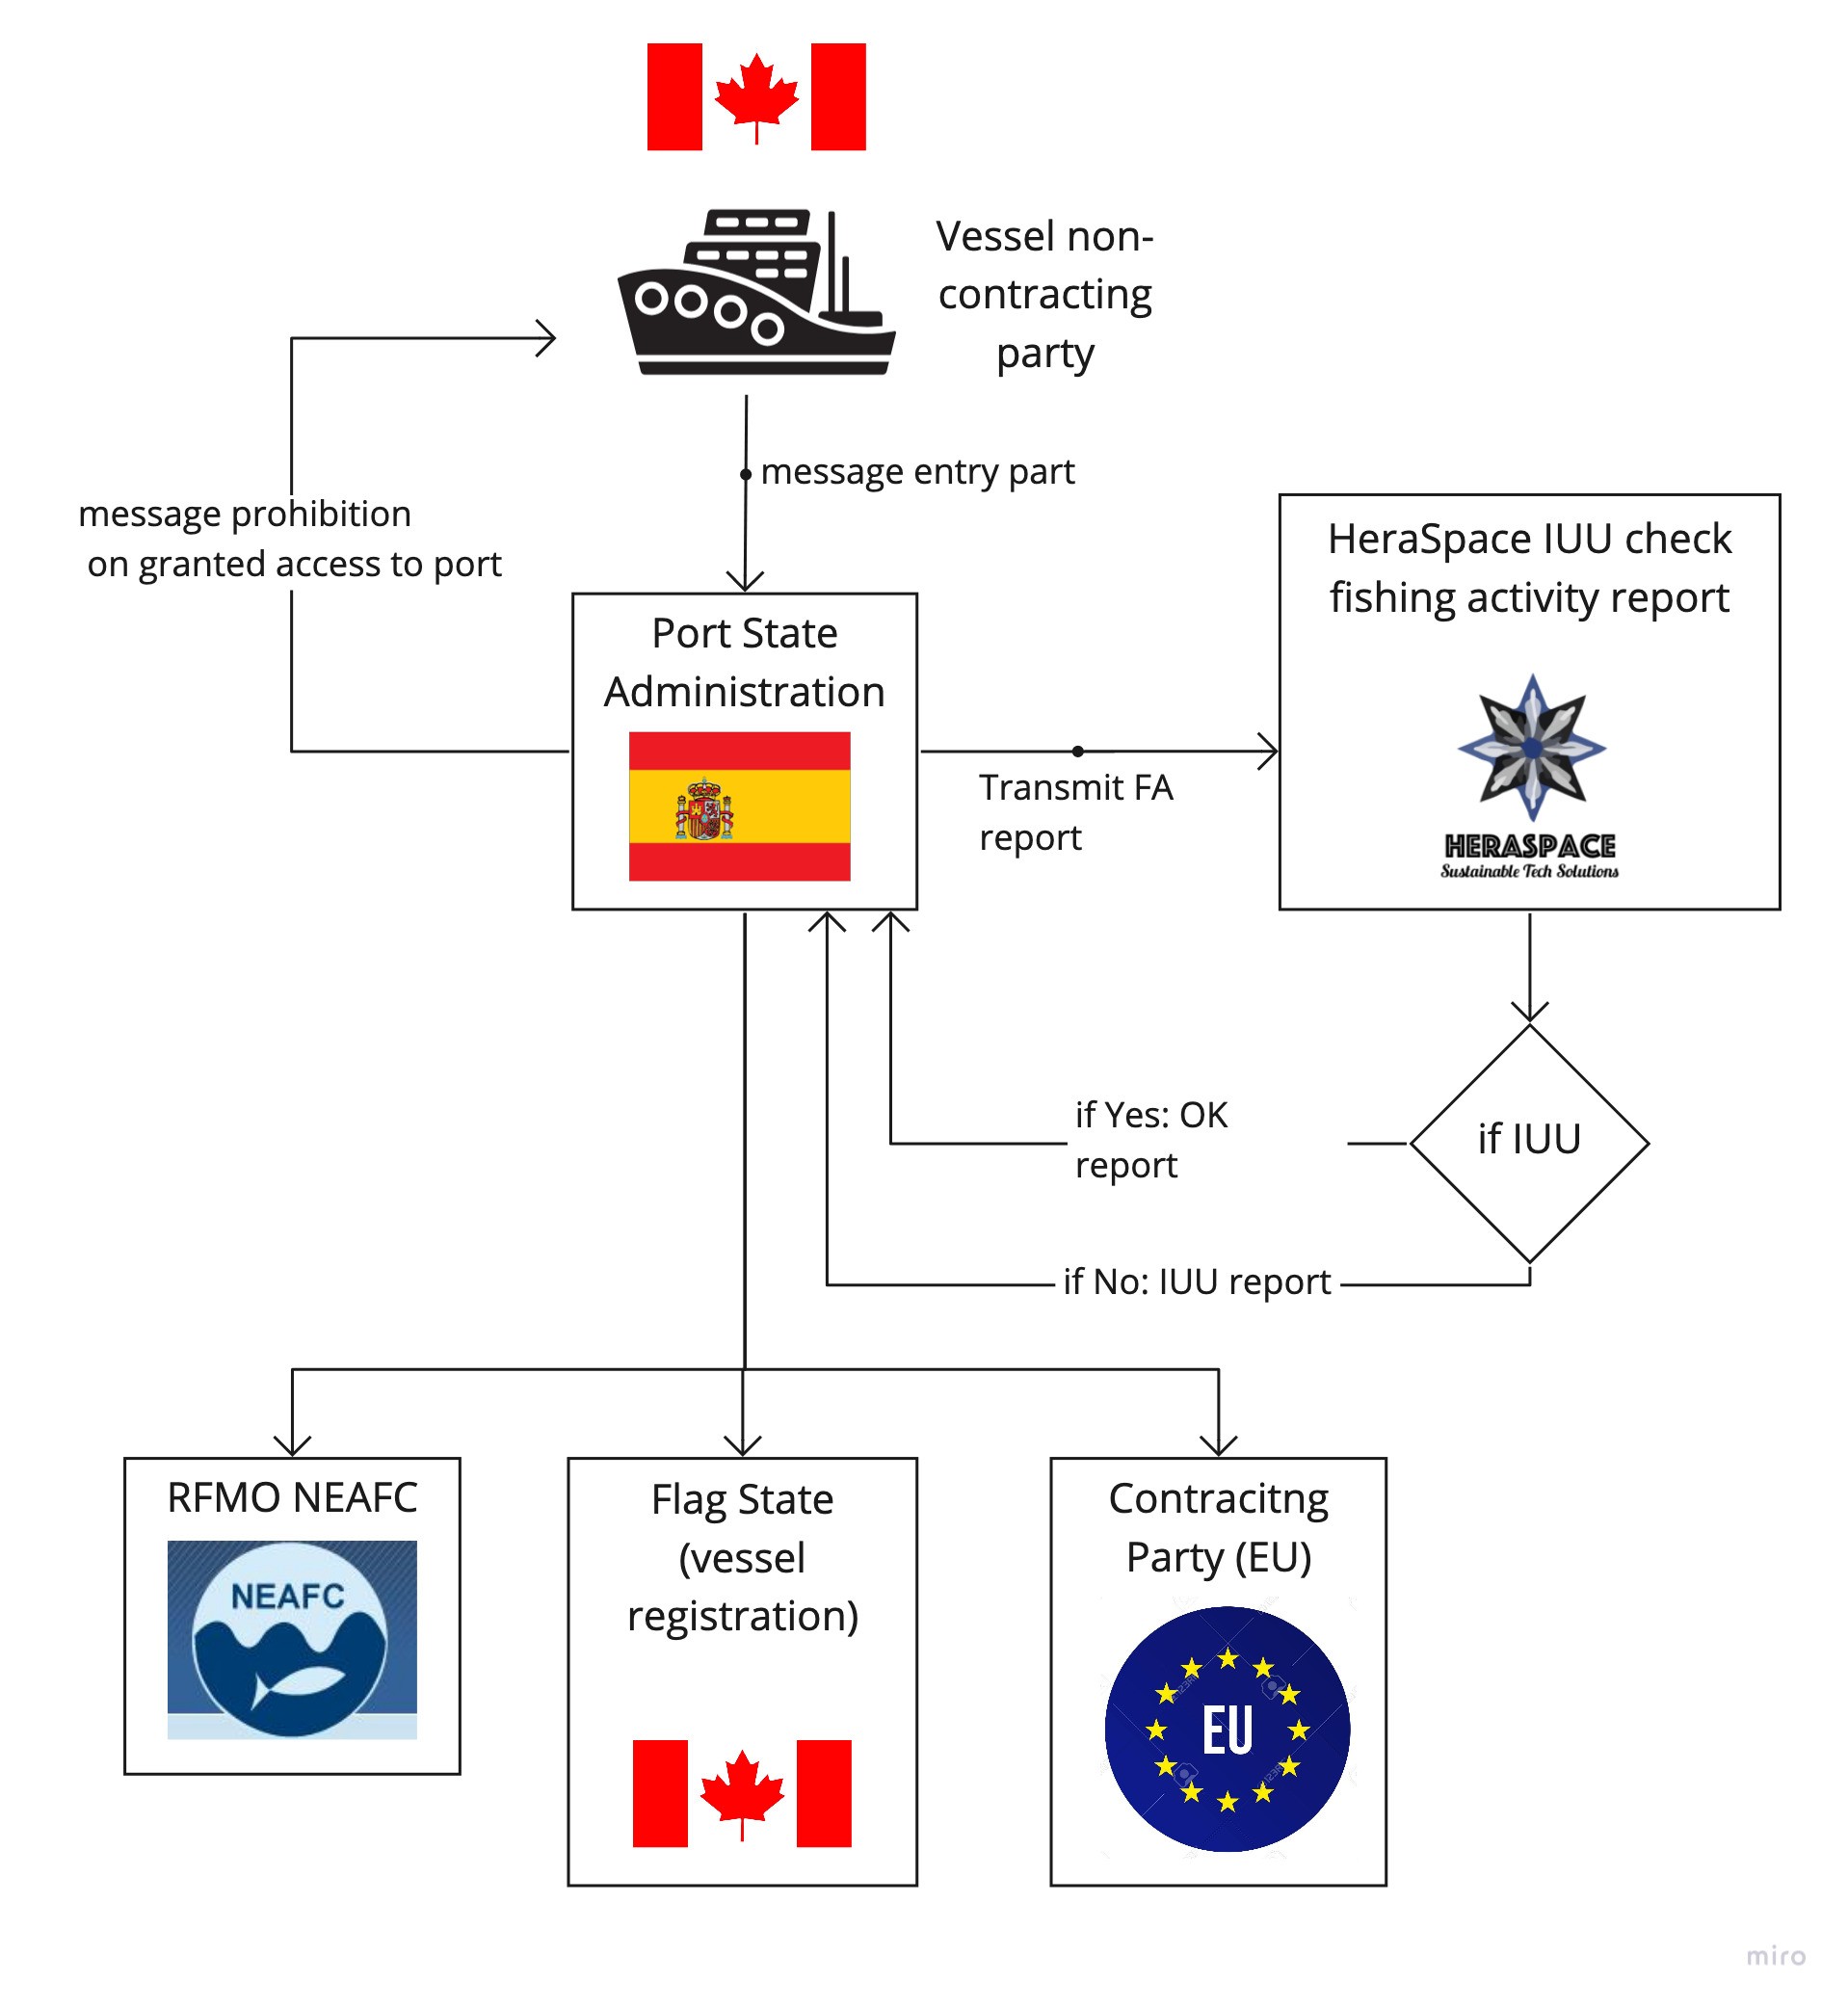 Vessel non-
contracting
party
message entry part
message prohibition
on granted access to port
Port State
Administration
HeraSpace IUU check
fishing activity report
HERASPACE
Sustainable Tech Solutions
Transmit FA
report
if IUU
if Yes: OK
report
if No: IUU report
RFMO NEAFC
NEAFC
Flag State
(vessel
registration)
Contracitng
Party (EU)
EU
miro